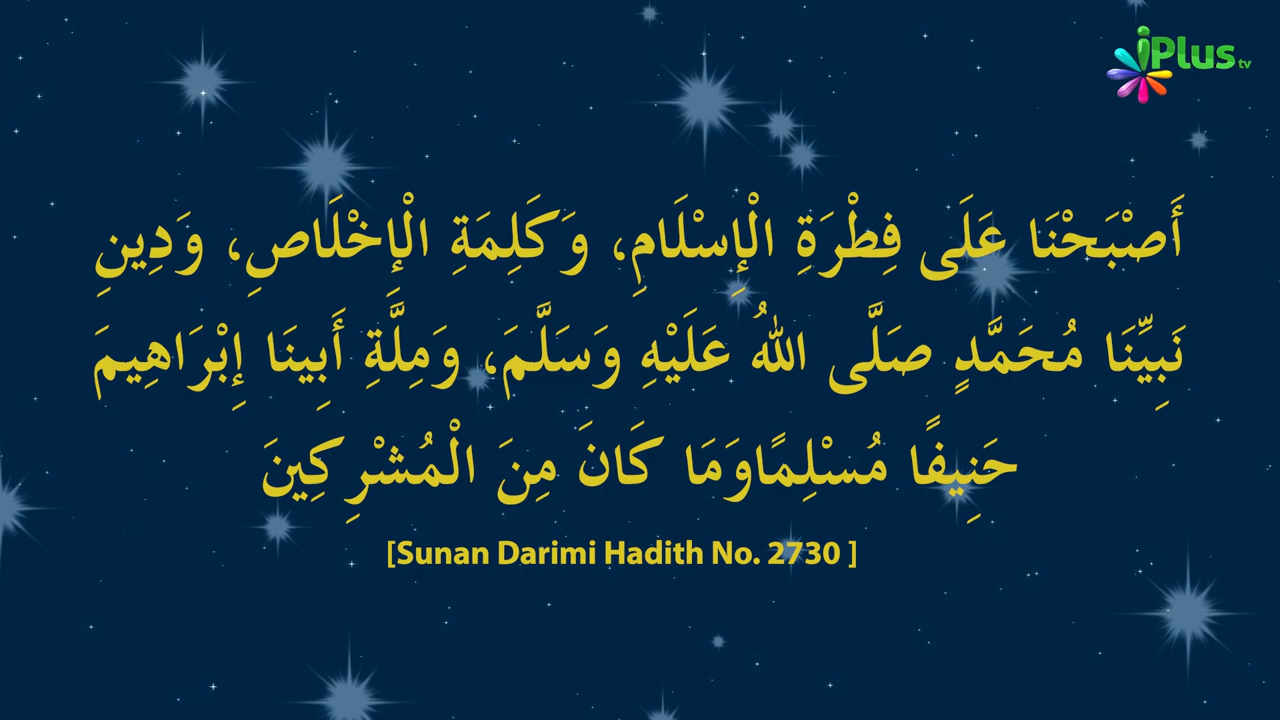 iPlus tv
أَصْبَحْنَا عَلَى فِطْرَةِ الْإِسْلَامِ، وَكَلِمَةِ الْإِخْلَاصِ، وَدِينِ
نَبِيِّنَا مُحَمَّدٍ صَلَّى اللهُ عَلَيْهِ وَسَلَّمَ، وَمِلَّةِ أَبِينَا إِبْرَاهِيمَ
حَنِيفًا مُسْلِمًاوَمَا كَانَ مِنَ الْمُشْرِكِينَ
[Sunan Darimi Hadith No. 2730 ]